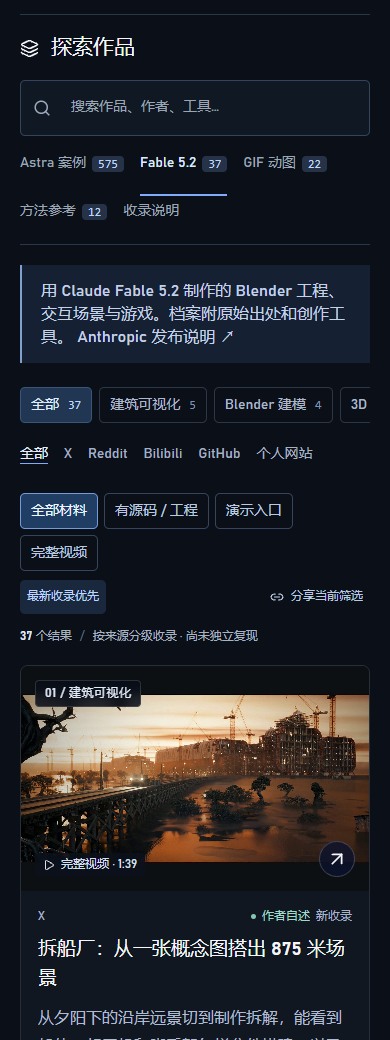 探索作品
搜索作品、作者、工具...
Astra 案例 575 Fable 5.2 37 GIF 动图 22
方法参考 12 收录说明
用 Claude Fable 5.2 制作的 Blender 工程、
交互场景与游戏。档案附原始出处和创作工
具。 Anthropic 发布说明 ↗
全部 37 建筑可视化 5 Blender 建模 4 3D
全部 X Reddit Bilibili GitHub 个人网站
全部材料 有源码 / 工程 演示入口
完整视频
最新收录优先 分享当前筛选
37 个结果 / 按来源分级收录 · 尚未独立复现
01 / 建筑可视化
完整视频 · 1:39
X 作者自述 新收录
拆船厂：从一张概念图搭出 875 米场
景
从夕阳下的沿岸远景切到制作拆解，能看到